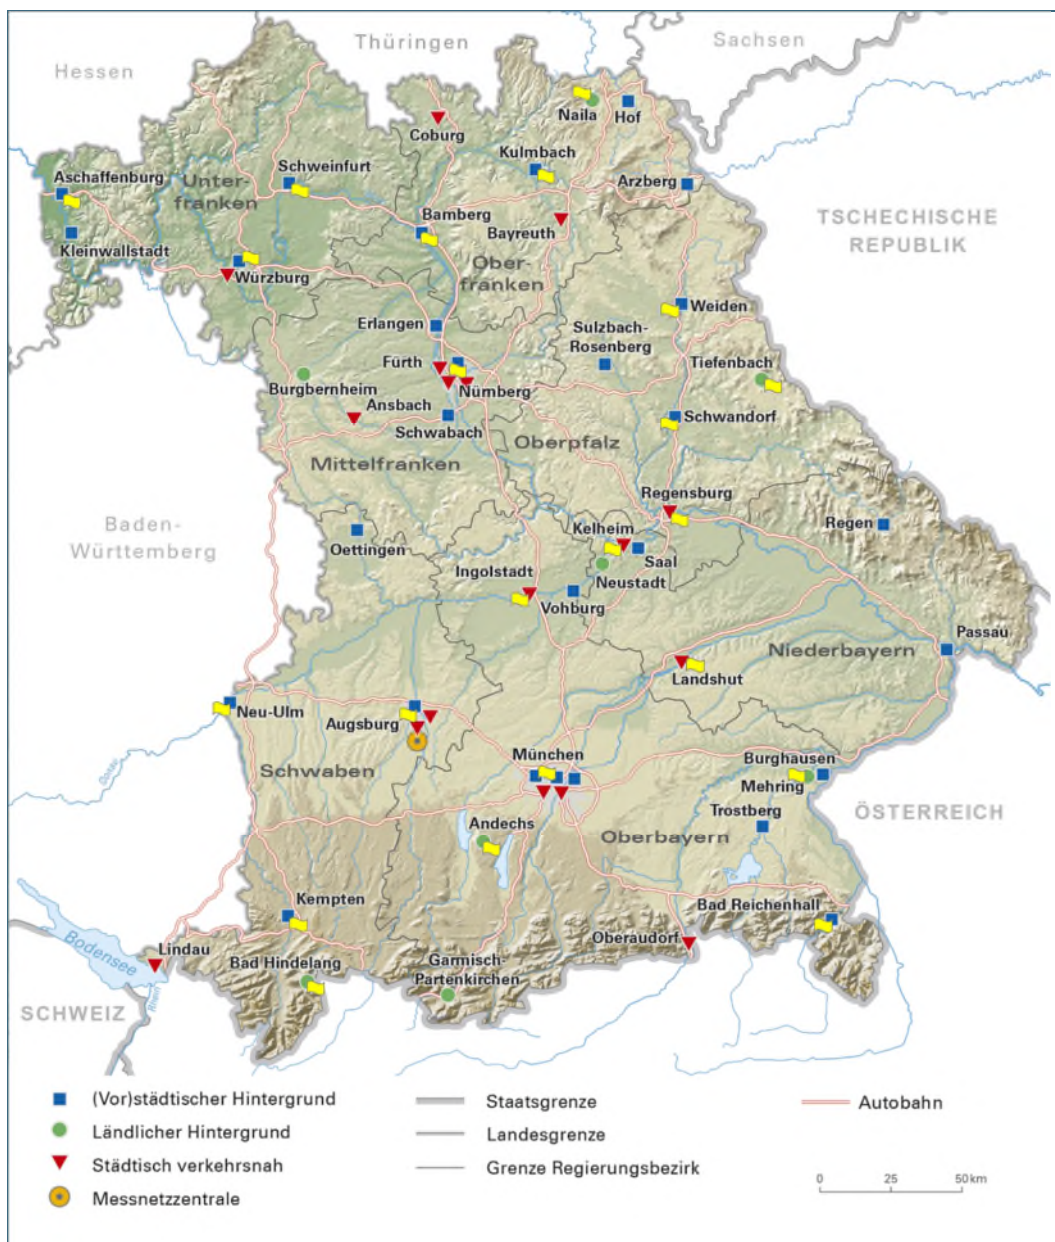 Thüringen
Sachsen
Hessen
Naila
Hof
Coburg
Kulmbach
Schweinfurt
Aschaffenburg
Unter-
franken
Arzberg
Bamberg
Bayreuth
TSCHECHISCHE
REPUBLIK
Kleinwallstadt
Würzburg
Ober-
franken
Weiden
Erlangen
Sulzbach-
Rosenberg
Fürth
Tiefenbach
Burgbernheim
Nürnberg
Ansbach
Schwandorf
Schwabach
Oberpfalz
Mittelfranken
Regensburg
Baden-
Württemberg
Kelheim
Regen
Oettingen
Saal
Ingolstadt
Neustadt
Vohburg
Passau
Niederbayern
Landshut
Neu-Ulm
Augsburg
Donau
Schwaben
München
Burghausen
Mehring
Trostberg
ÖSTERREICH
Andechs
Oberbayern
Kempten
Bad Reichenhall
Bodensee
Lindau
Oberaudorf
Bad Hindelang
Garmisch-
Partenkirchen
Rhein
SCHWEIZ
(Vor)städtischer Hintergrund
Ländlicher Hintergrund
Städtisch verkehrsnah
Messnetzzentrale
Staatsgrenze
Landesgrenze
Grenze Regierungsbezirk
Autobahn
0 25 50 km